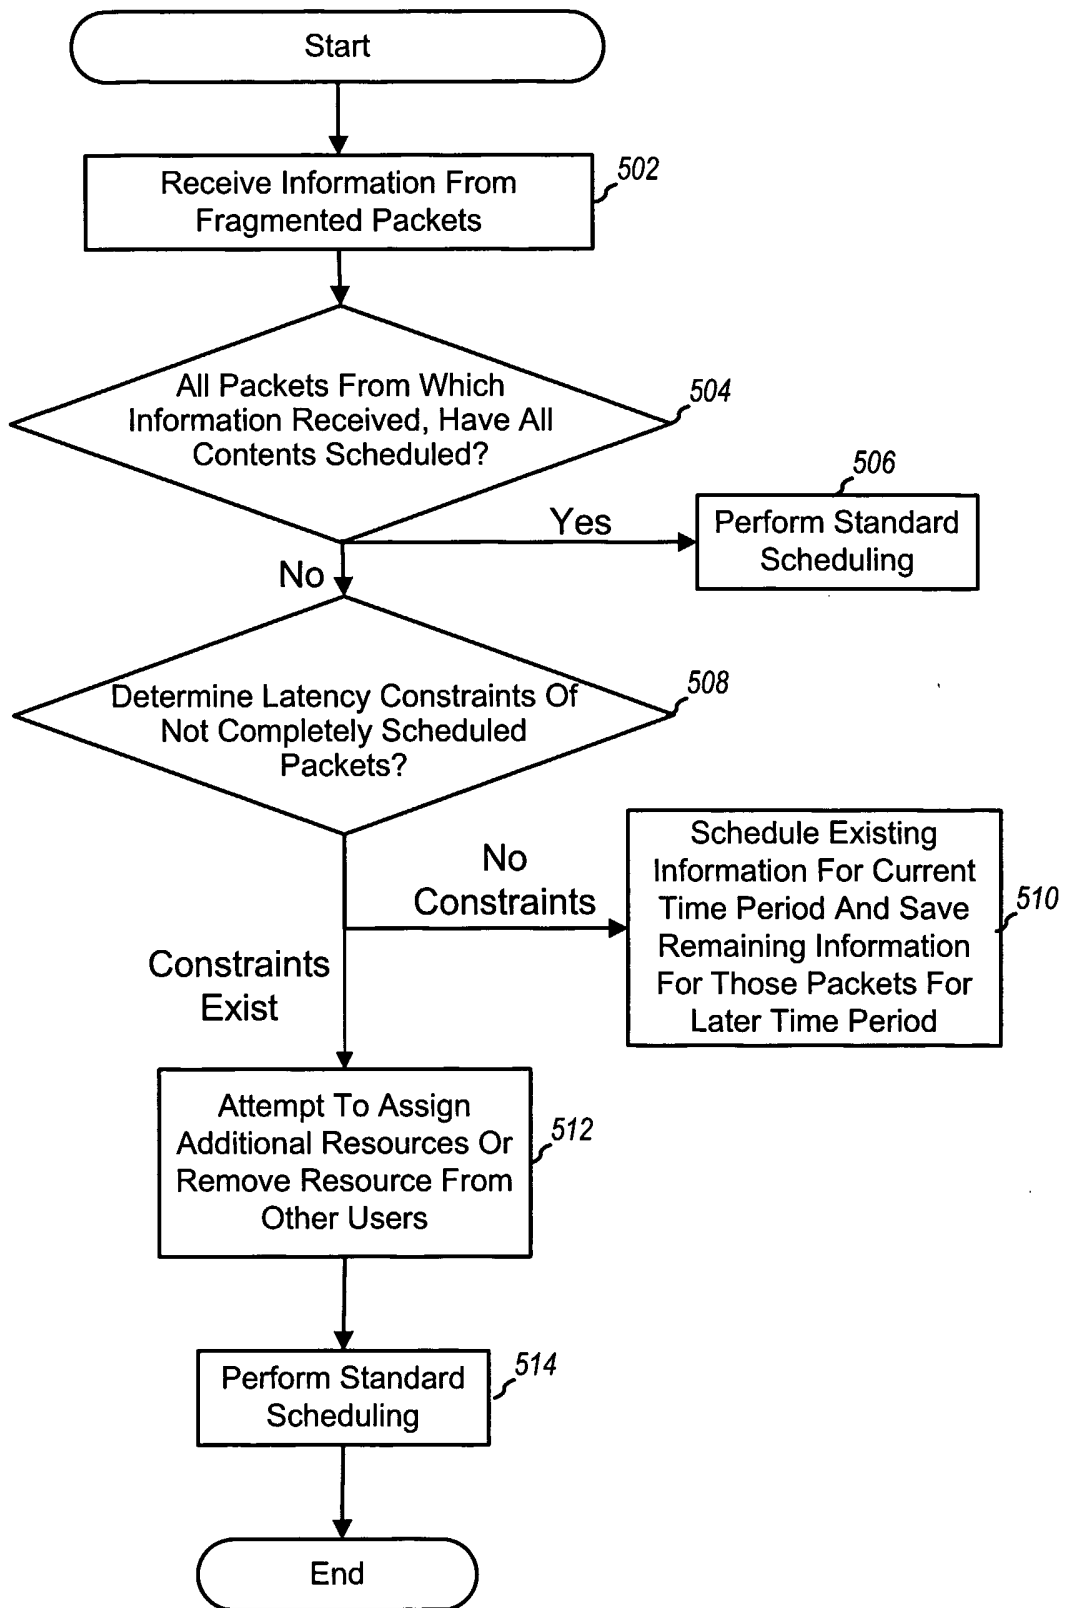 Start
Receive Information From
Fragmented Packets
502
All Packets From Which
Information Received, Have All
Contents Scheduled?
504
506
Yes
Perform Standard
Scheduling
No
Determine Latency Constraints Of
Not Completely Scheduled
Packets?
508
No
Constraints
Schedule Existing
Information For Current
Time Period And Save
Remaining Information
For Those Packets For
Later Time Period
510
Constraints
Exist
Attempt To Assign
Additional Resources Or
Remove Resource From
Other Users
512
Perform Standard
Scheduling
514
End